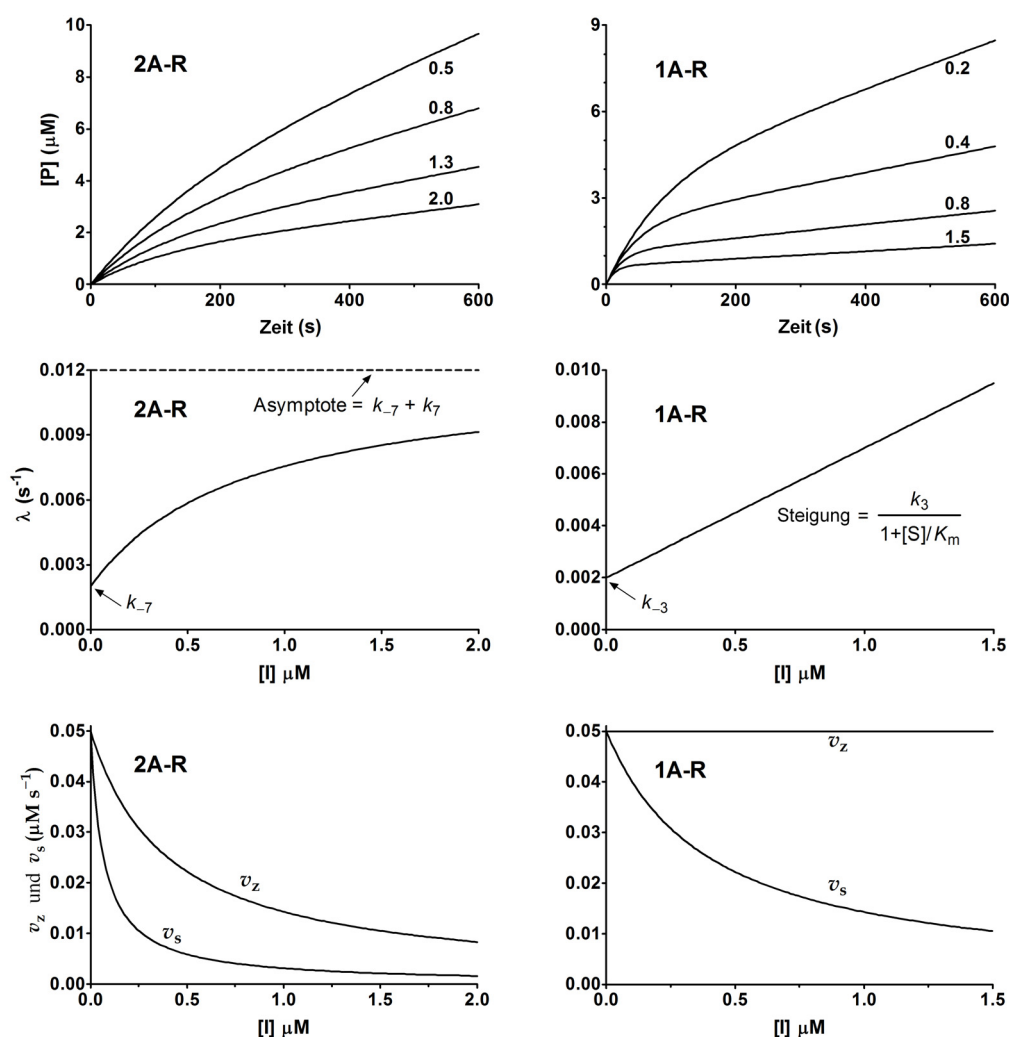 2A-R
[P] (μM)
10
8
6
4
2
0
0.5
0.8
1.3
2.0
0 200 400 600
Zeit (s)
1A-R
9
6
3
0
0.2
0.4
0.8
1.5
0 200 400 600
Zeit (s)
2A-R
λ (s⁻¹)
0.012
0.009
0.006
0.003
0.000
Asymptote = k₋₇ + k₇
k₋₇
0.0 0.5 1.0 1.5 2.0
[I] μM
1A-R
0.010
0.008
0.006
0.004
0.002
0.000
Steigung = k₃ / 1+[S]/Kₘ
k₋₃
0.0 0.5 1.0 1.5
[I] μM
2A-R
v_z und v_s (μM s⁻¹)
0.05
0.04
0.03
0.02
0.01
0.00
v_z
v_s
0.0 0.5 1.0 1.5 2.0
[I] μM
1A-R
0.05
0.04
0.03
0.02
0.01
0.00
v_z
v_s
0.0 0.5 1.0 1.5
[I] μM